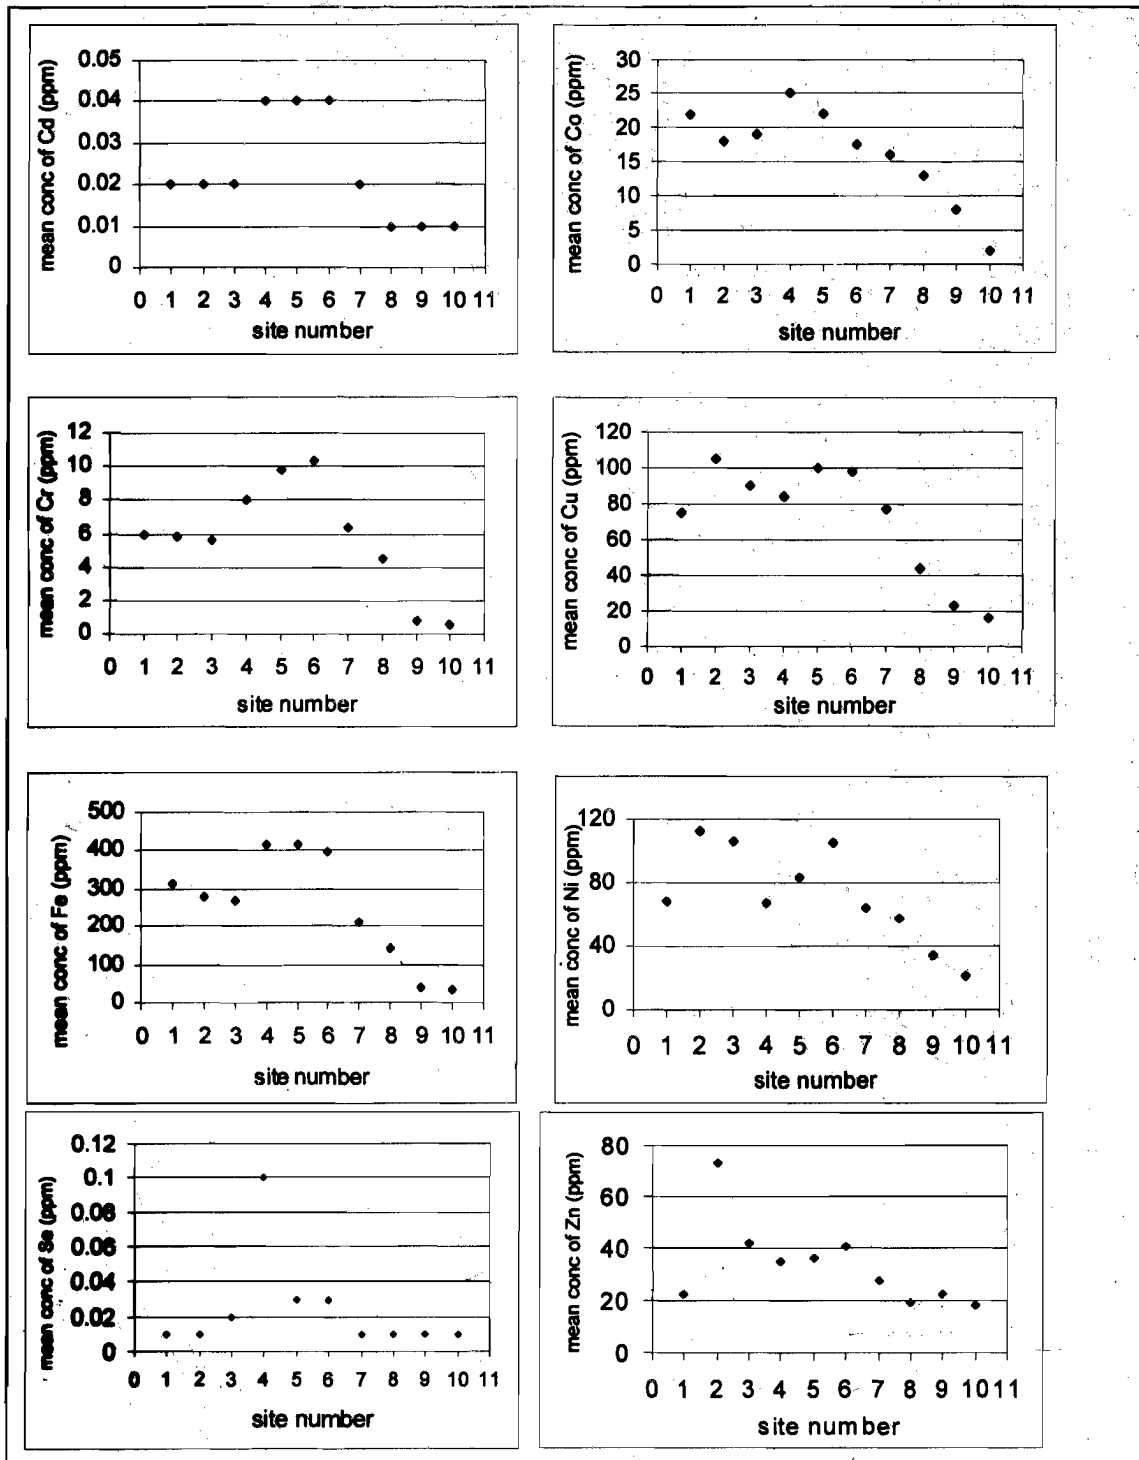 mean conc of Cd (ppm)
0.05
0.04
0.03
0.02
0.01
0
0 1 2 3 4 5 6 7 8 9 10 11
site number
mean conc of Co (ppm)
30
25
20
15
10
5
0
0 1 2 3 4 5 6 7 8 9 10 11
site number
mean conc of Cr (ppm)
12
10
8
6
4
2
0
0 1 2 3 4 5 6 7 8 9 10 11
site number
mean conc of Cu (ppm)
120
100
80
60
40
20
0
0 1 2 3 4 5 6 7 8 9 10 11
site number
mean conc of Fe (ppm)
500
400
300
200
100
0
0 1 2 3 4 5 6 7 8 9 10 11
site number
mean conc of Ni (ppm)
120
80
40
0
0 1 2 3 4 5 6 7 8 9 10 11
site number
mean conc of Se (ppm)
0.12
0.1
0.08
0.06
0.04
0.02
0
0 1 2 3 4 5 6 7 8 9 10 11
site number
mean conc of Zn (ppm)
80
60
40
20
0
0 1 2 3 4 5 6 7 8 9 10 11
site number